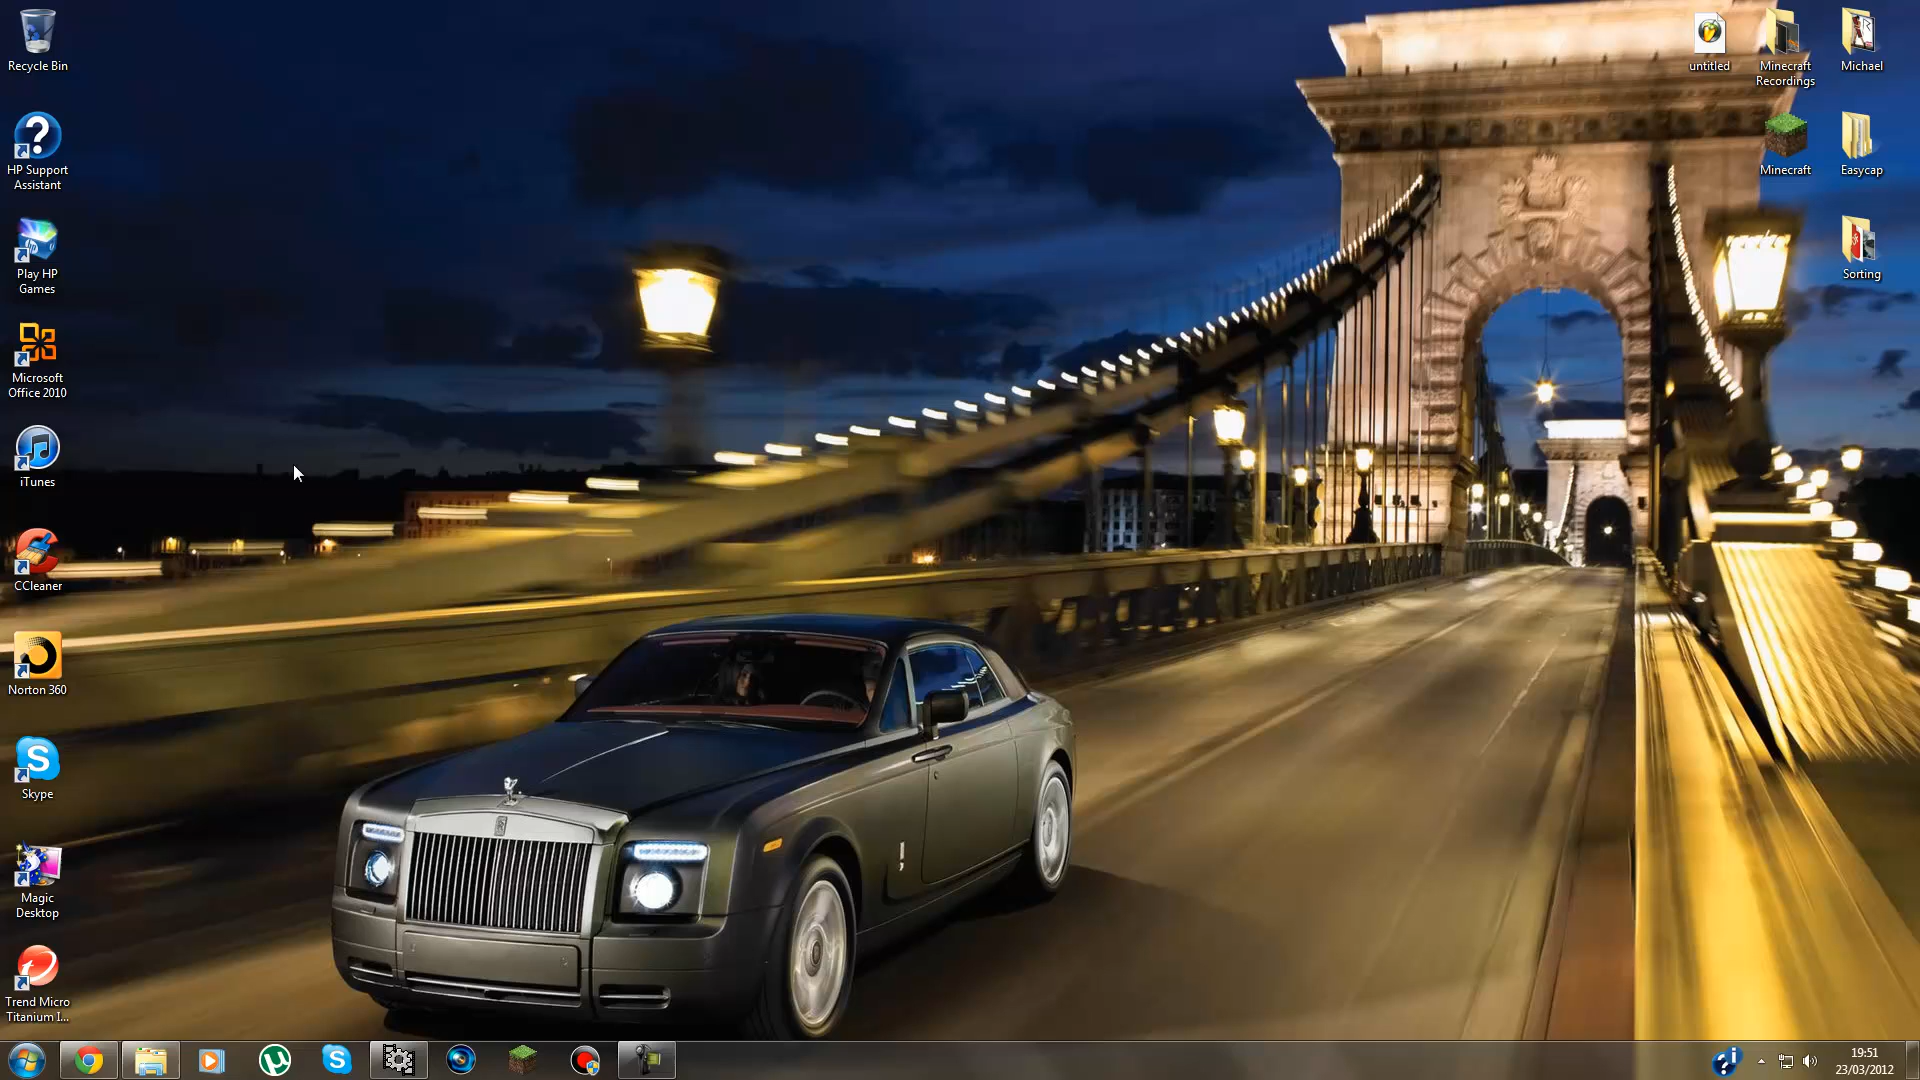 Recycle Bin
HP Support
Assistant
Play HP
Games
Microsoft
Office 2010
iTunes
CCleaner
Norton 360
Skype
Magic
Desktop
Trend Micro
Titanium I...
untitled
Minecraft
Recordings
Michael
Minecraft
Easycap
Sorting
19:51
23/03/2012